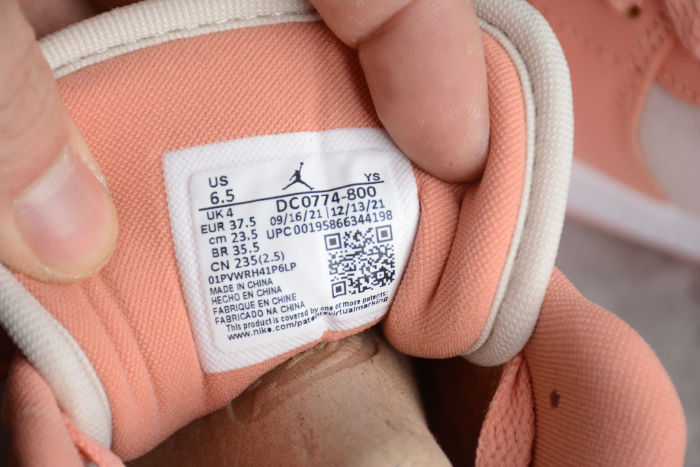 US
6.5 YS
UK 4 DC0774-800
EUR 37.5 09/16/21 12/13/21
cm 23.5 UPC 00195866344198
BR 35.5
CN 235(2.5)
01PVWRH41P6LP
MADE IN CHINA
HECHO EN CHINA
FABRIQUE EN CHINE
FABRICADO NA CHINA
This product is covered by one or more patents:
www.nike.com/patentsvirtualmarking